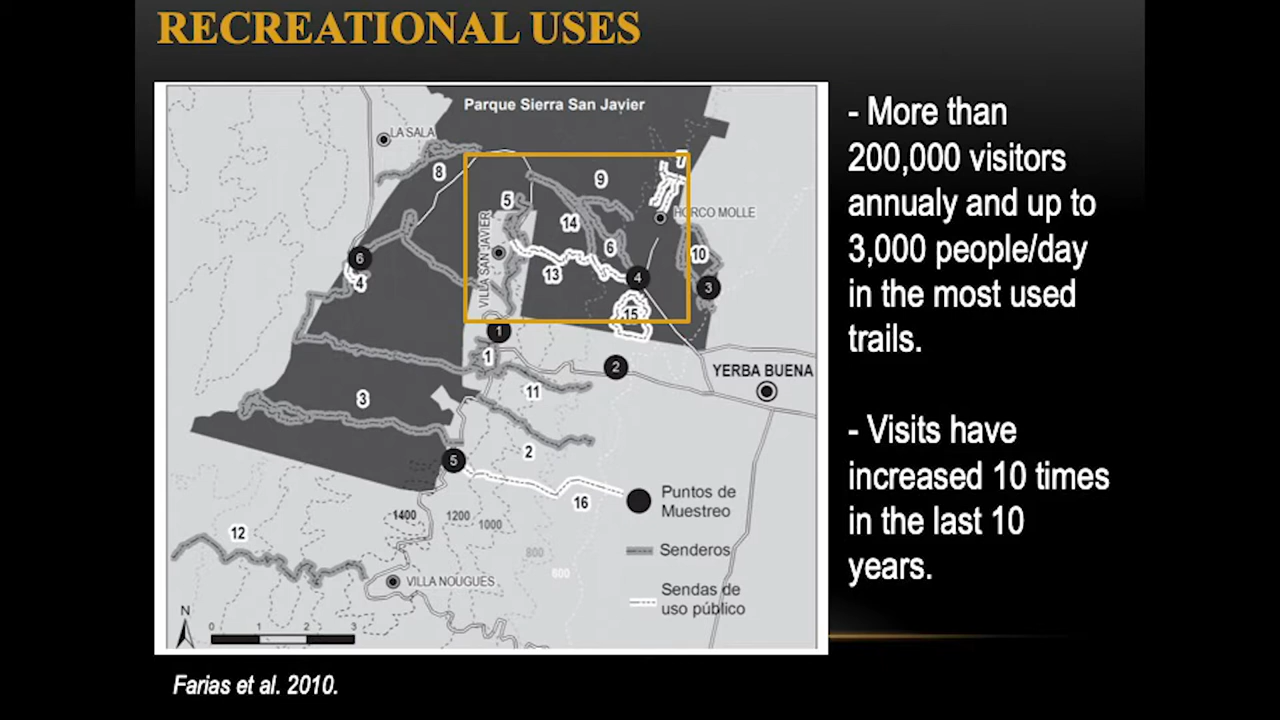 RECREATIONAL USES
Parque Sierra San Javier
LA SALA
8
9
7
5
14
HORCO MOLLE
VILLA SAN JAVIER
6
10
6
13
4
4
3
15
1
1
2
YERBA BUENA
3
11
2
5
16
Puntos de
Muestreo
1400
1200
1000
12
800
Senderos
600
VILLA NOUGUES
Sendas de
uso público
N
0 1 2 3
- More than
200,000 visitors
annualy and up to
3,000 people/day
in the most used
trails.
- Visits have
increased 10 times
in the last 10
years.
Farias et al. 2010.